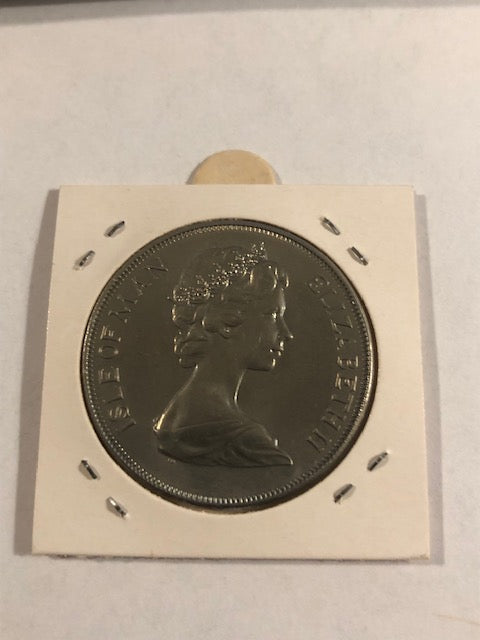 ISLE OF MAN
ELIZABETH II